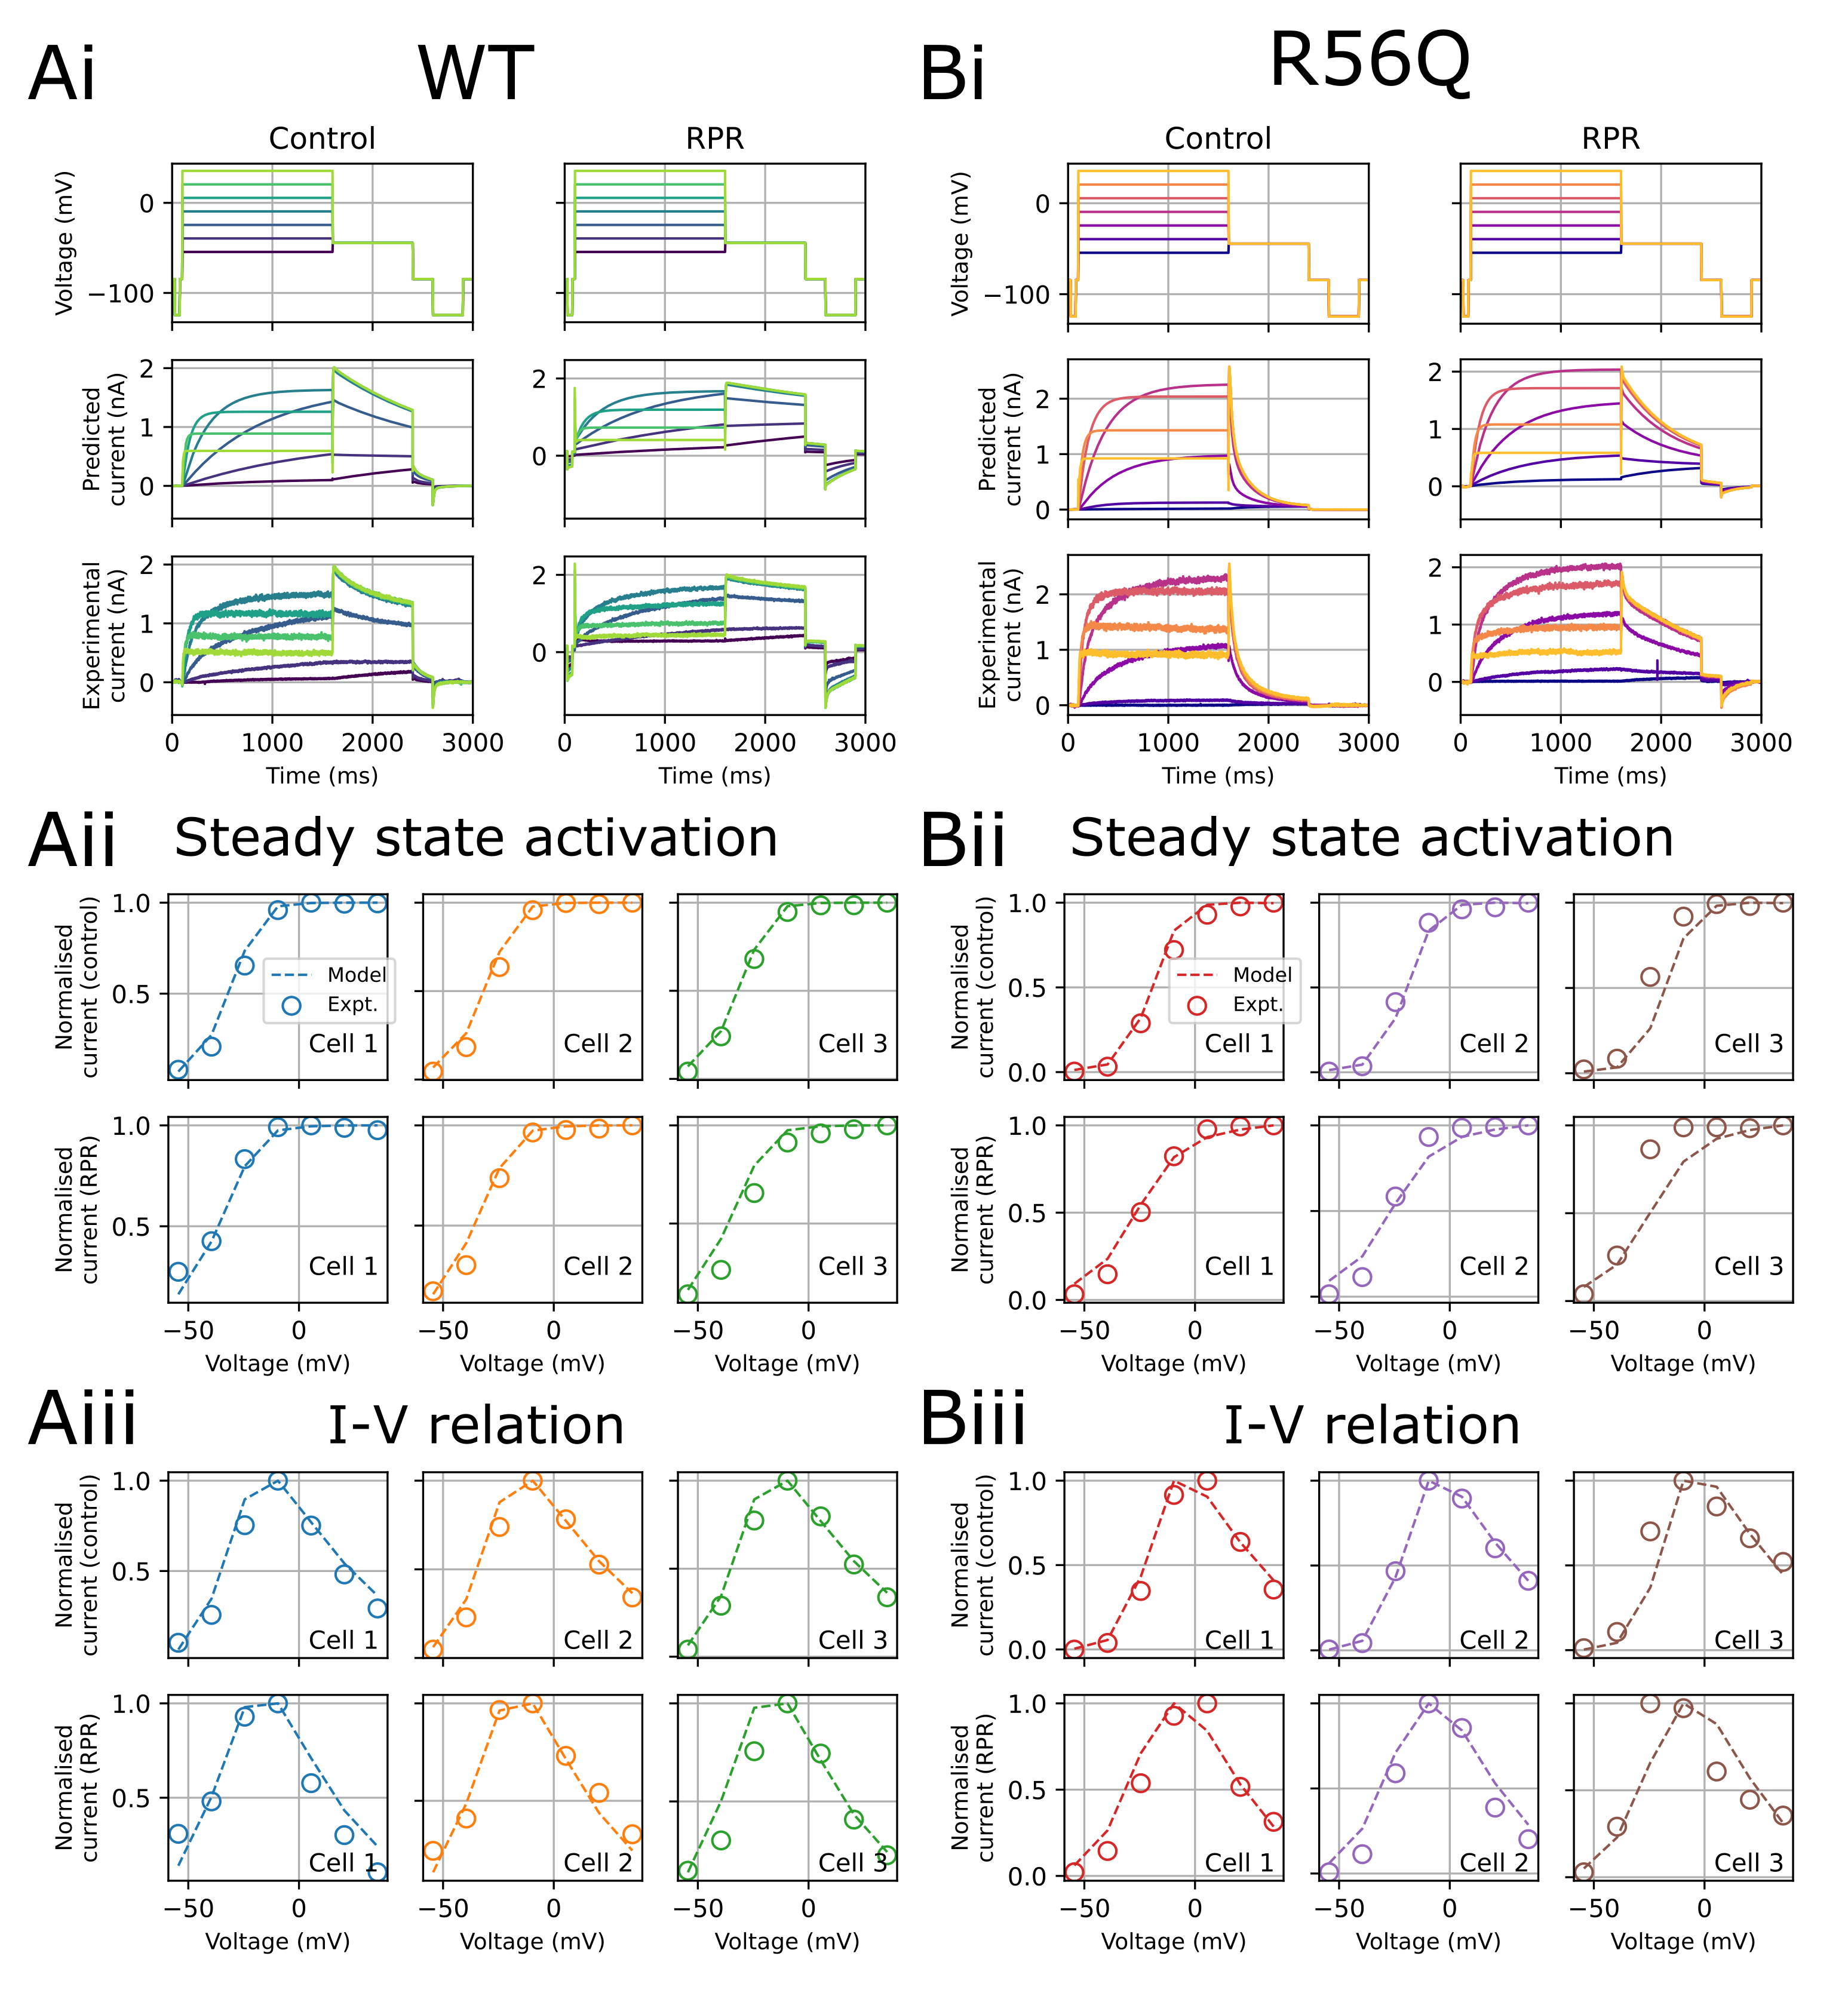 Ai WT Bi R56Q
Control RPR Control RPR
Voltage (mV) 0 −100
Voltage (mV) 0 −100
Predicted
current (nA)
2 1 0
2 0
Predicted
current (nA)
2 1 0
2 1 0
Experimental
current (nA)
2 1 0
2 0
Experimental
current (nA)
2 1 0
2 1 0
0 1000 2000 3000 0 1000 2000 3000 0 1000 2000 3000 0 1000 2000 3000
Time (ms) Time (ms) Time (ms) Time (ms)
Aii Steady state activation Bii Steady state activation
Normalised
current (control)
1.0 0.5
Model
Expt.
Cell 1 Cell 2 Cell 3
Normalised
current (control)
1.0 0.5 0.0
Model
Expt.
Cell 1 Cell 2 Cell 3
Normalised
current (RPR)
1.0 0.5
Cell 1 Cell 2 Cell 3
Normalised
current (RPR)
1.0 0.5 0.0
Cell 1 Cell 2 Cell 3
−50 0 −50 0 −50 0 −50 0 −50 0 −50 0
Voltage (mV) Voltage (mV) Voltage (mV) Voltage (mV) Voltage (mV) Voltage (mV)
Aiii I-V relation Biii I-V relation
Normalised
current (control)
1.0 0.5
Cell 1 Cell 2 Cell 3
Normalised
current (control)
1.0 0.5 0.0
Cell 1 Cell 2 Cell 3
Normalised
current (RPR)
1.0 0.5
Cell 1 Cell 2 Cell 3
Normalised
current (RPR)
1.0 0.5 0.0
Cell 1 Cell 2 Cell 3
−50 0 −50 0 −50 0 −50 0 −50 0 −50 0
Voltage (mV) Voltage (mV) Voltage (mV) Voltage (mV) Voltage (mV) Voltage (mV)